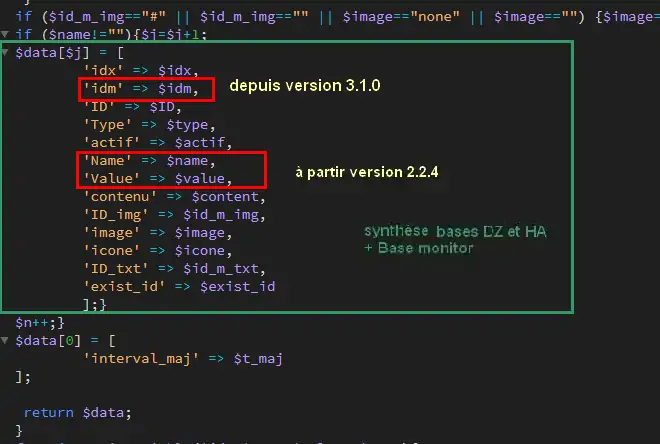 }
if ($id_m_img=="#" || $id_m_img=="" || $image=="none" || $image=="") {$image=
if ($name!=""){$j=$j+1;
$data[$j] = [
'idx' => $idx,
'idm' => $idm, depuis version 3.1.0
'ID' => $ID,
'Type' => $type,
'actif' => $actif,
'Name' => $name,
'Value' => $value, à partir version 2.2.4
'contenu' => $content,
'ID_img' => $id_m_img,
'image' => $image, synthèse bases DZ et HA
'icone' => $icone, + Base monitor
'ID_txt' => $id_m_txt,
'exist_id' => $exist_id
];}
$n++;}
$data[0] = [
'interval_maj' => $t_maj
];
return $data;
}